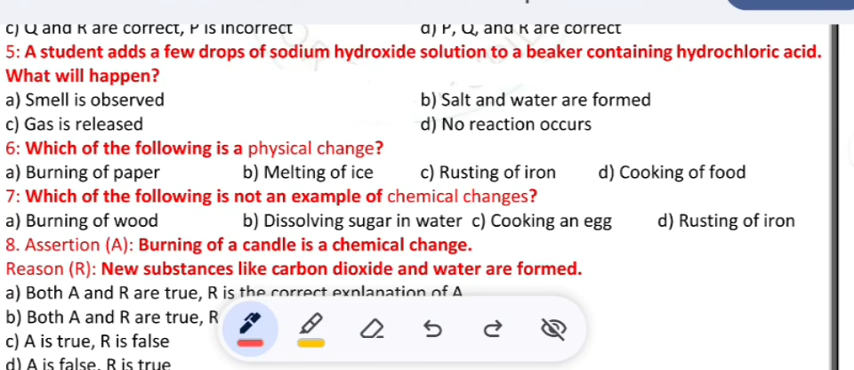 c) Q and R are correct, P is incorrect d) P, Q, and R are correct
5: A student adds a few drops of sodium hydroxide solution to a beaker containing hydrochloric acid.
What will happen?
a) Smell is observed b) Salt and water are formed
c) Gas is released d) No reaction occurs
6: Which of the following is a physical change?
a) Burning of paper b) Melting of ice c) Rusting of iron d) Cooking of food
7: Which of the following is not an example of chemical changes?
a) Burning of wood b) Dissolving sugar in water c) Cooking an egg d) Rusting of iron
8. Assertion (A): Burning of a candle is a chemical change.
Reason (R): New substances like carbon dioxide and water are formed.
a) Both A and R are true, R is the correct explanation of A
b) Both A and R are true, R
c) A is true, R is false
d) A is false, R is true